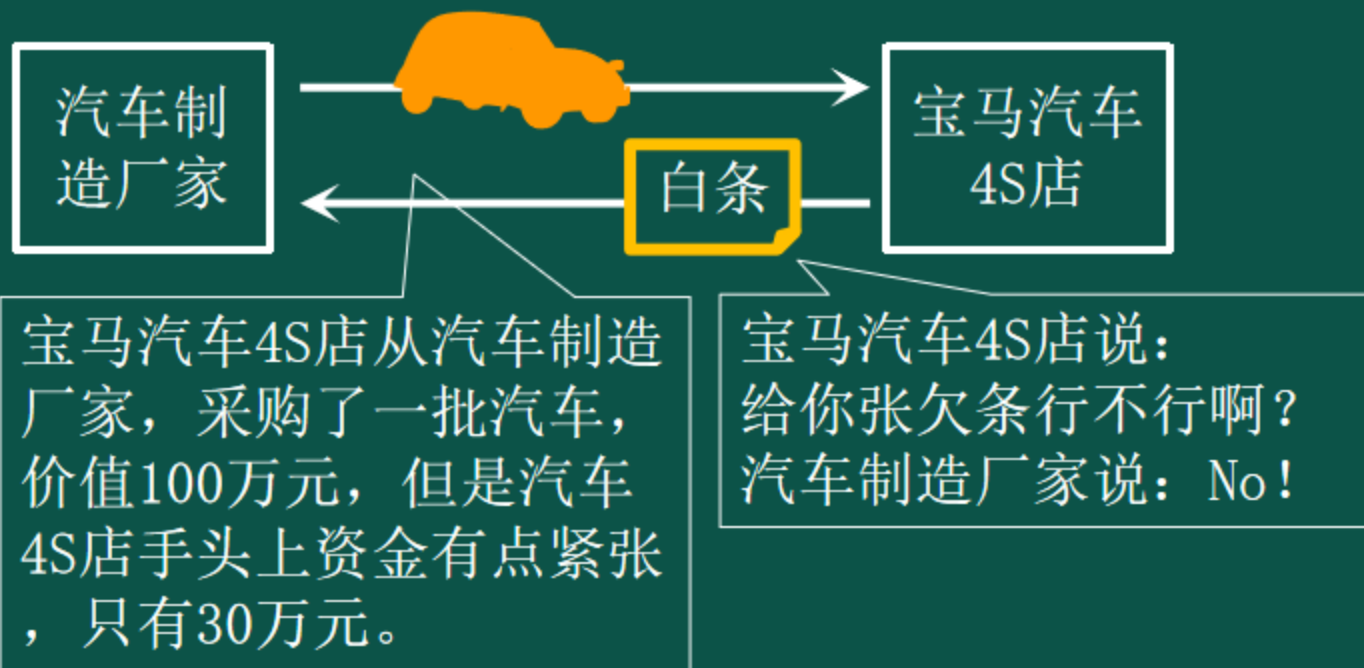 汽车制
造厂家
宝马汽车
4S店
白条
宝马汽车4S店从汽车制造
厂家，采购了一批汽车，
价值100万元，但是汽车
4S店手头上资金有点紧张
，只有30万元。
宝马汽车4S店说：
给你张欠条行不行啊？
汽车制造厂家说：No！